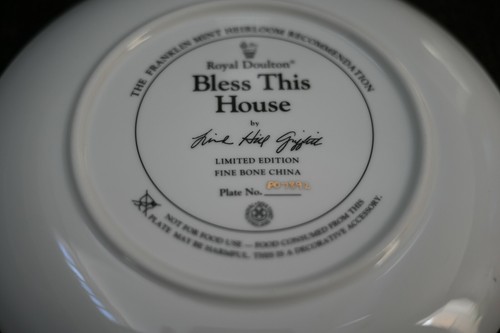 THE FRANKLIN MINT HEIRLOOM RECOMMENDATION
Royal Doulton®
Bless This
House
by
LIMITED EDITION
FINE BONE CHINA
Plate No.
NOT FOR FOOD USE — FOOD CONSUMED FROM THIS
PLATE MAY BE HARMFUL. THIS IS A DECORATIVE ACCESSORY.